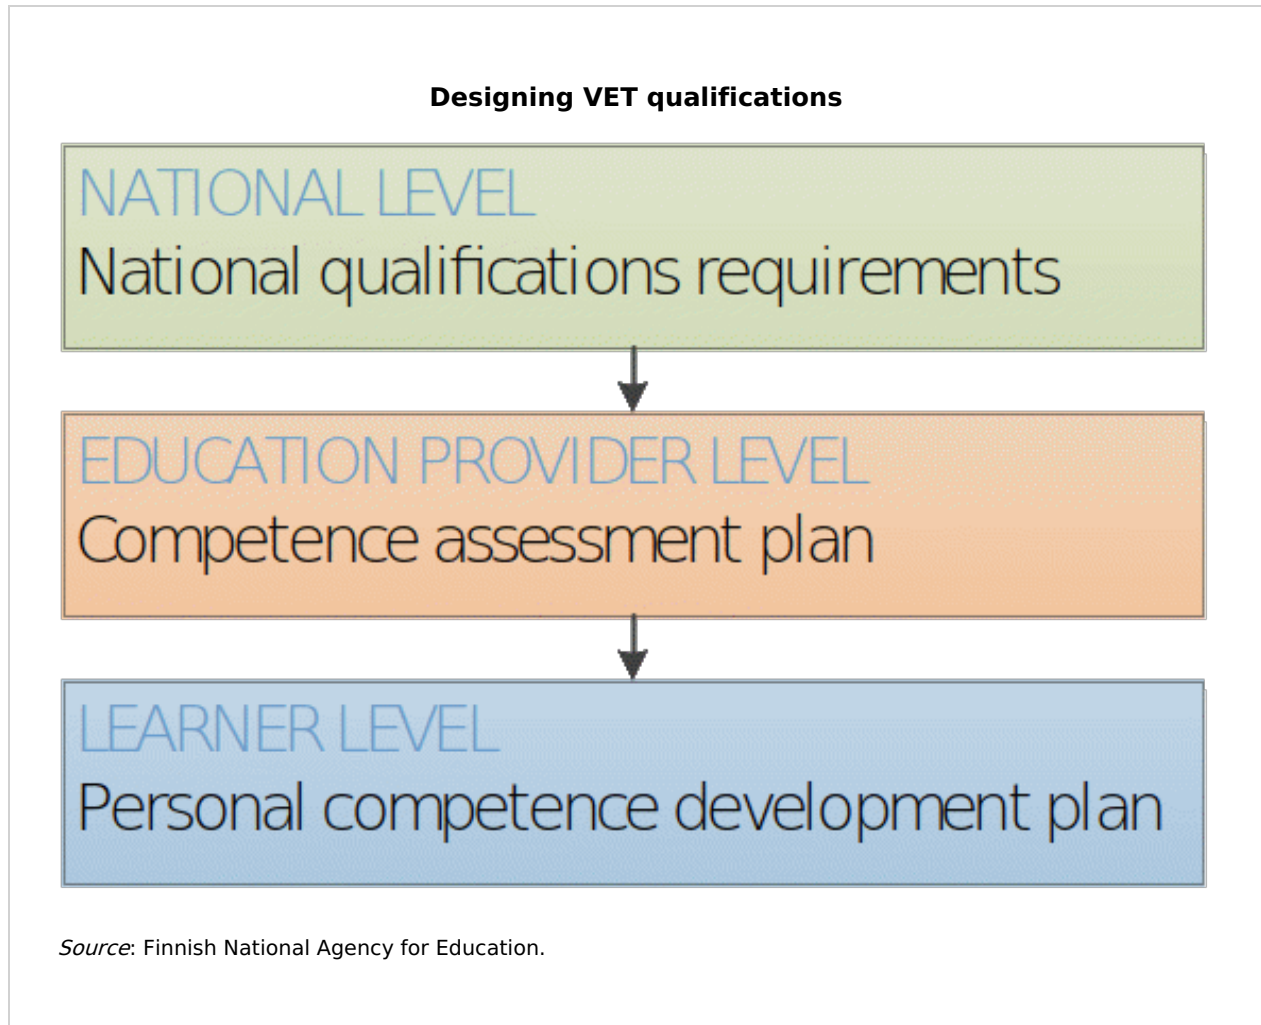 Designing VET qualifications
NATIONAL LEVEL
National qualifications requirements
EDUCATION PROVIDER LEVEL
Competence assessment plan
LEARNER LEVEL
Personal competence development plan
Source: Finnish National Agency for Education.